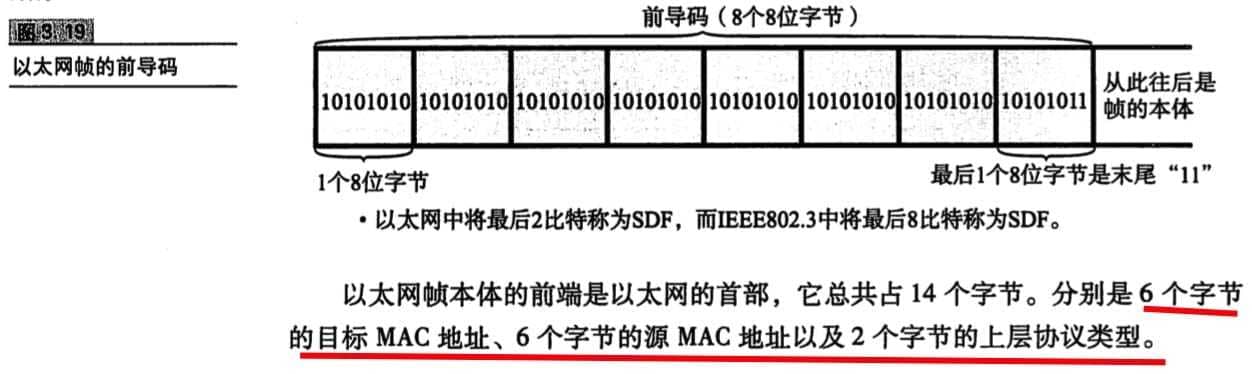 图3.19
以太网帧的前导码
前导码（8个8位字节）
10101010 10101010 10101010 10101010 10101010 10101010 10101010 10101011
从此往后是
帧的本体
1个8位字节
最后1个8位字节是末尾“11”
・以太网中将最后2比特称为SDF，而IEEE802.3中将最后8比特称为SDF。
以太网帧本体的前端是以太网的首部，它总共占 14 个字节。分别是 6 个字节
的目标 MAC 地址、6 个字节的源 MAC 地址以及 2 个字节的上层协议类型。